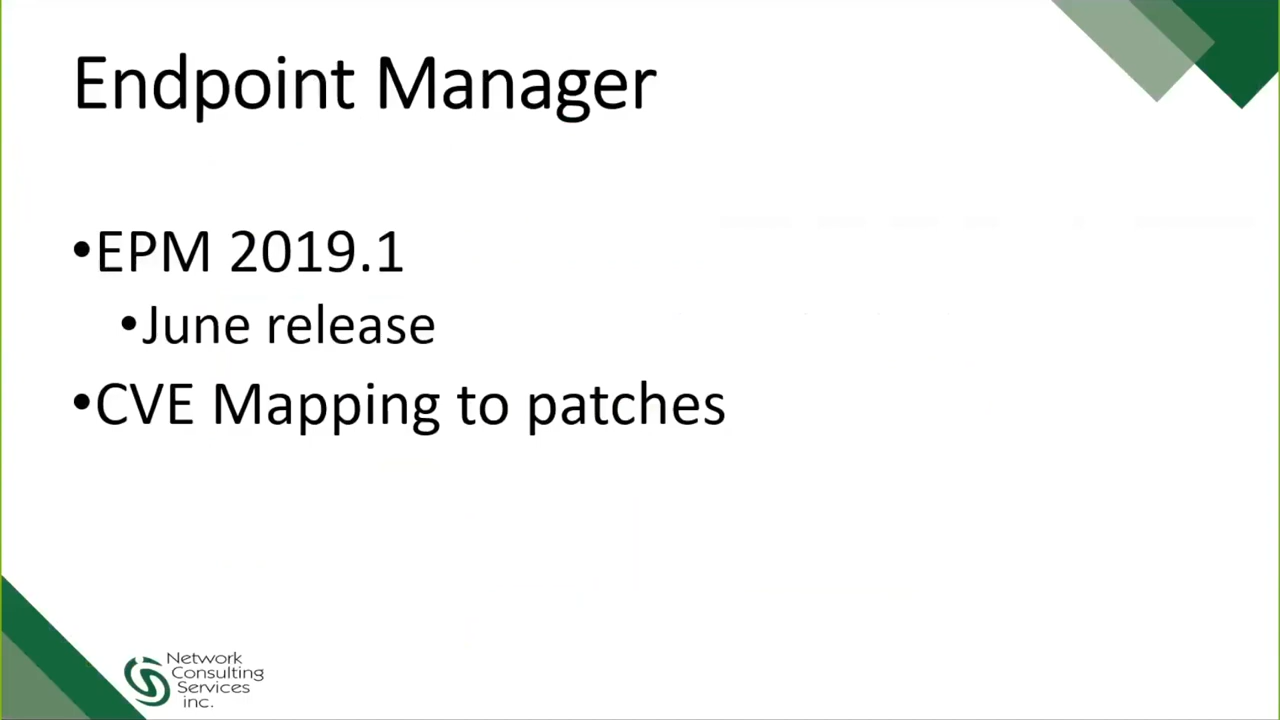 Endpoint Manager
•EPM 2019.1
•June release
•CVE Mapping to patches
Network
Consulting
Services
inc.